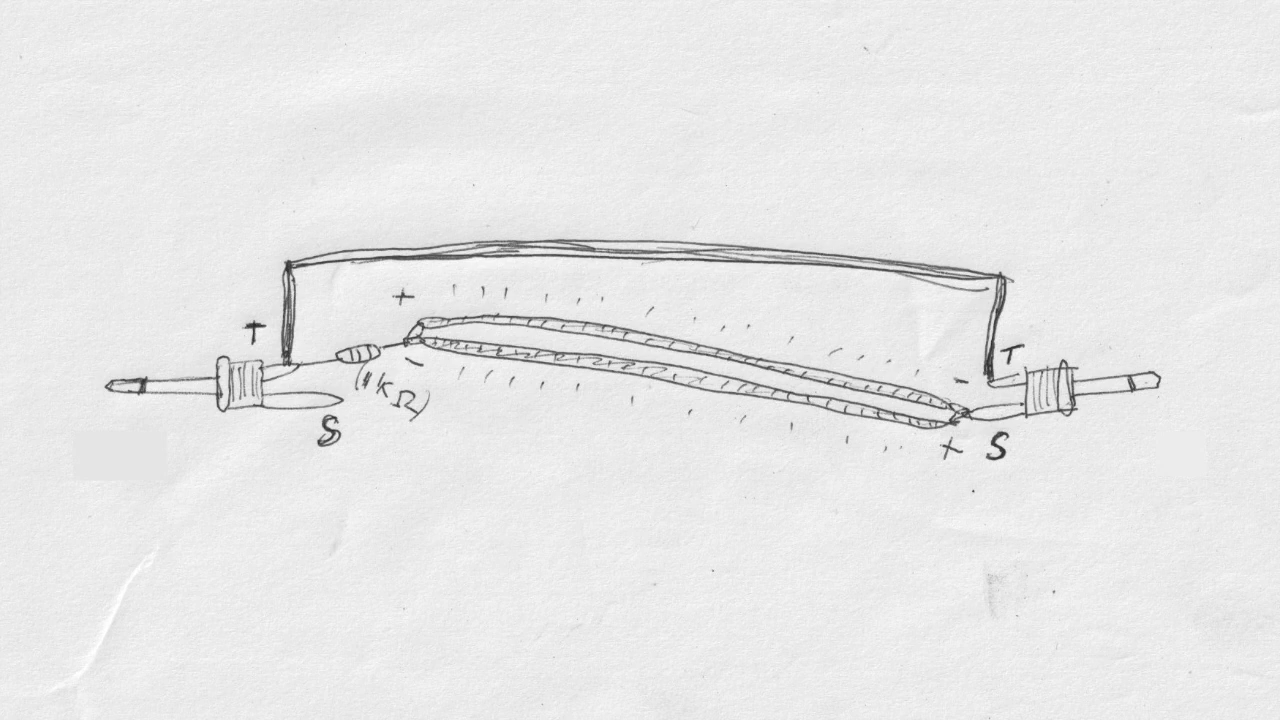 +
T
T
(1kΩ)
-
-
S
+ S